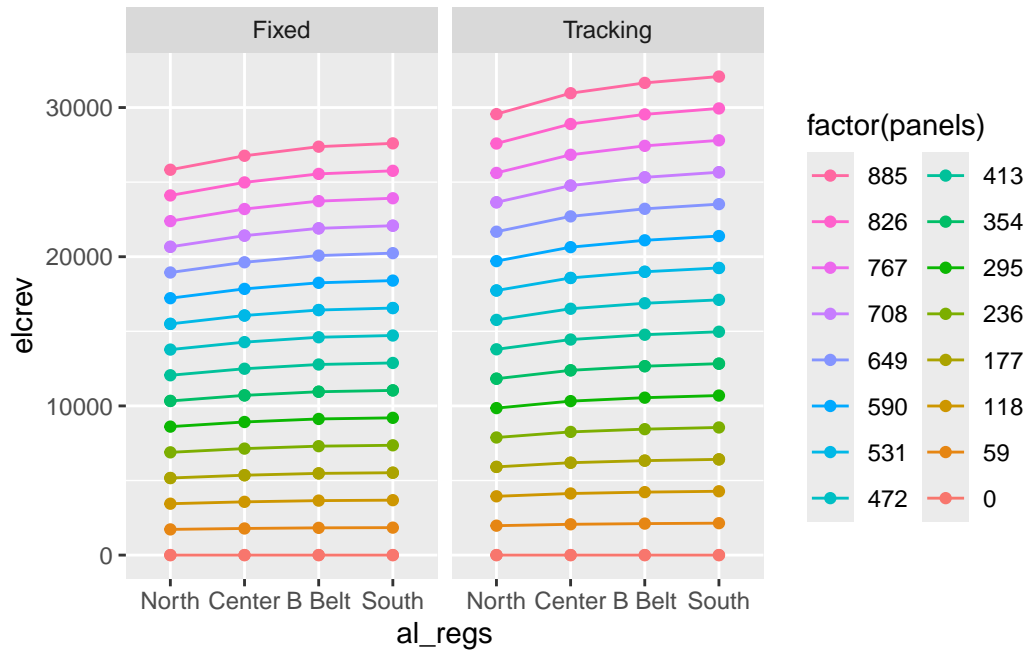 Fixed
Tracking
30000
20000
10000
0
elcrev
North Center B Belt South
North Center B Belt South
al_regs
factor(panels)
885 413
826 354
767 295
708 236
649 177
590 118
531 59
472 0